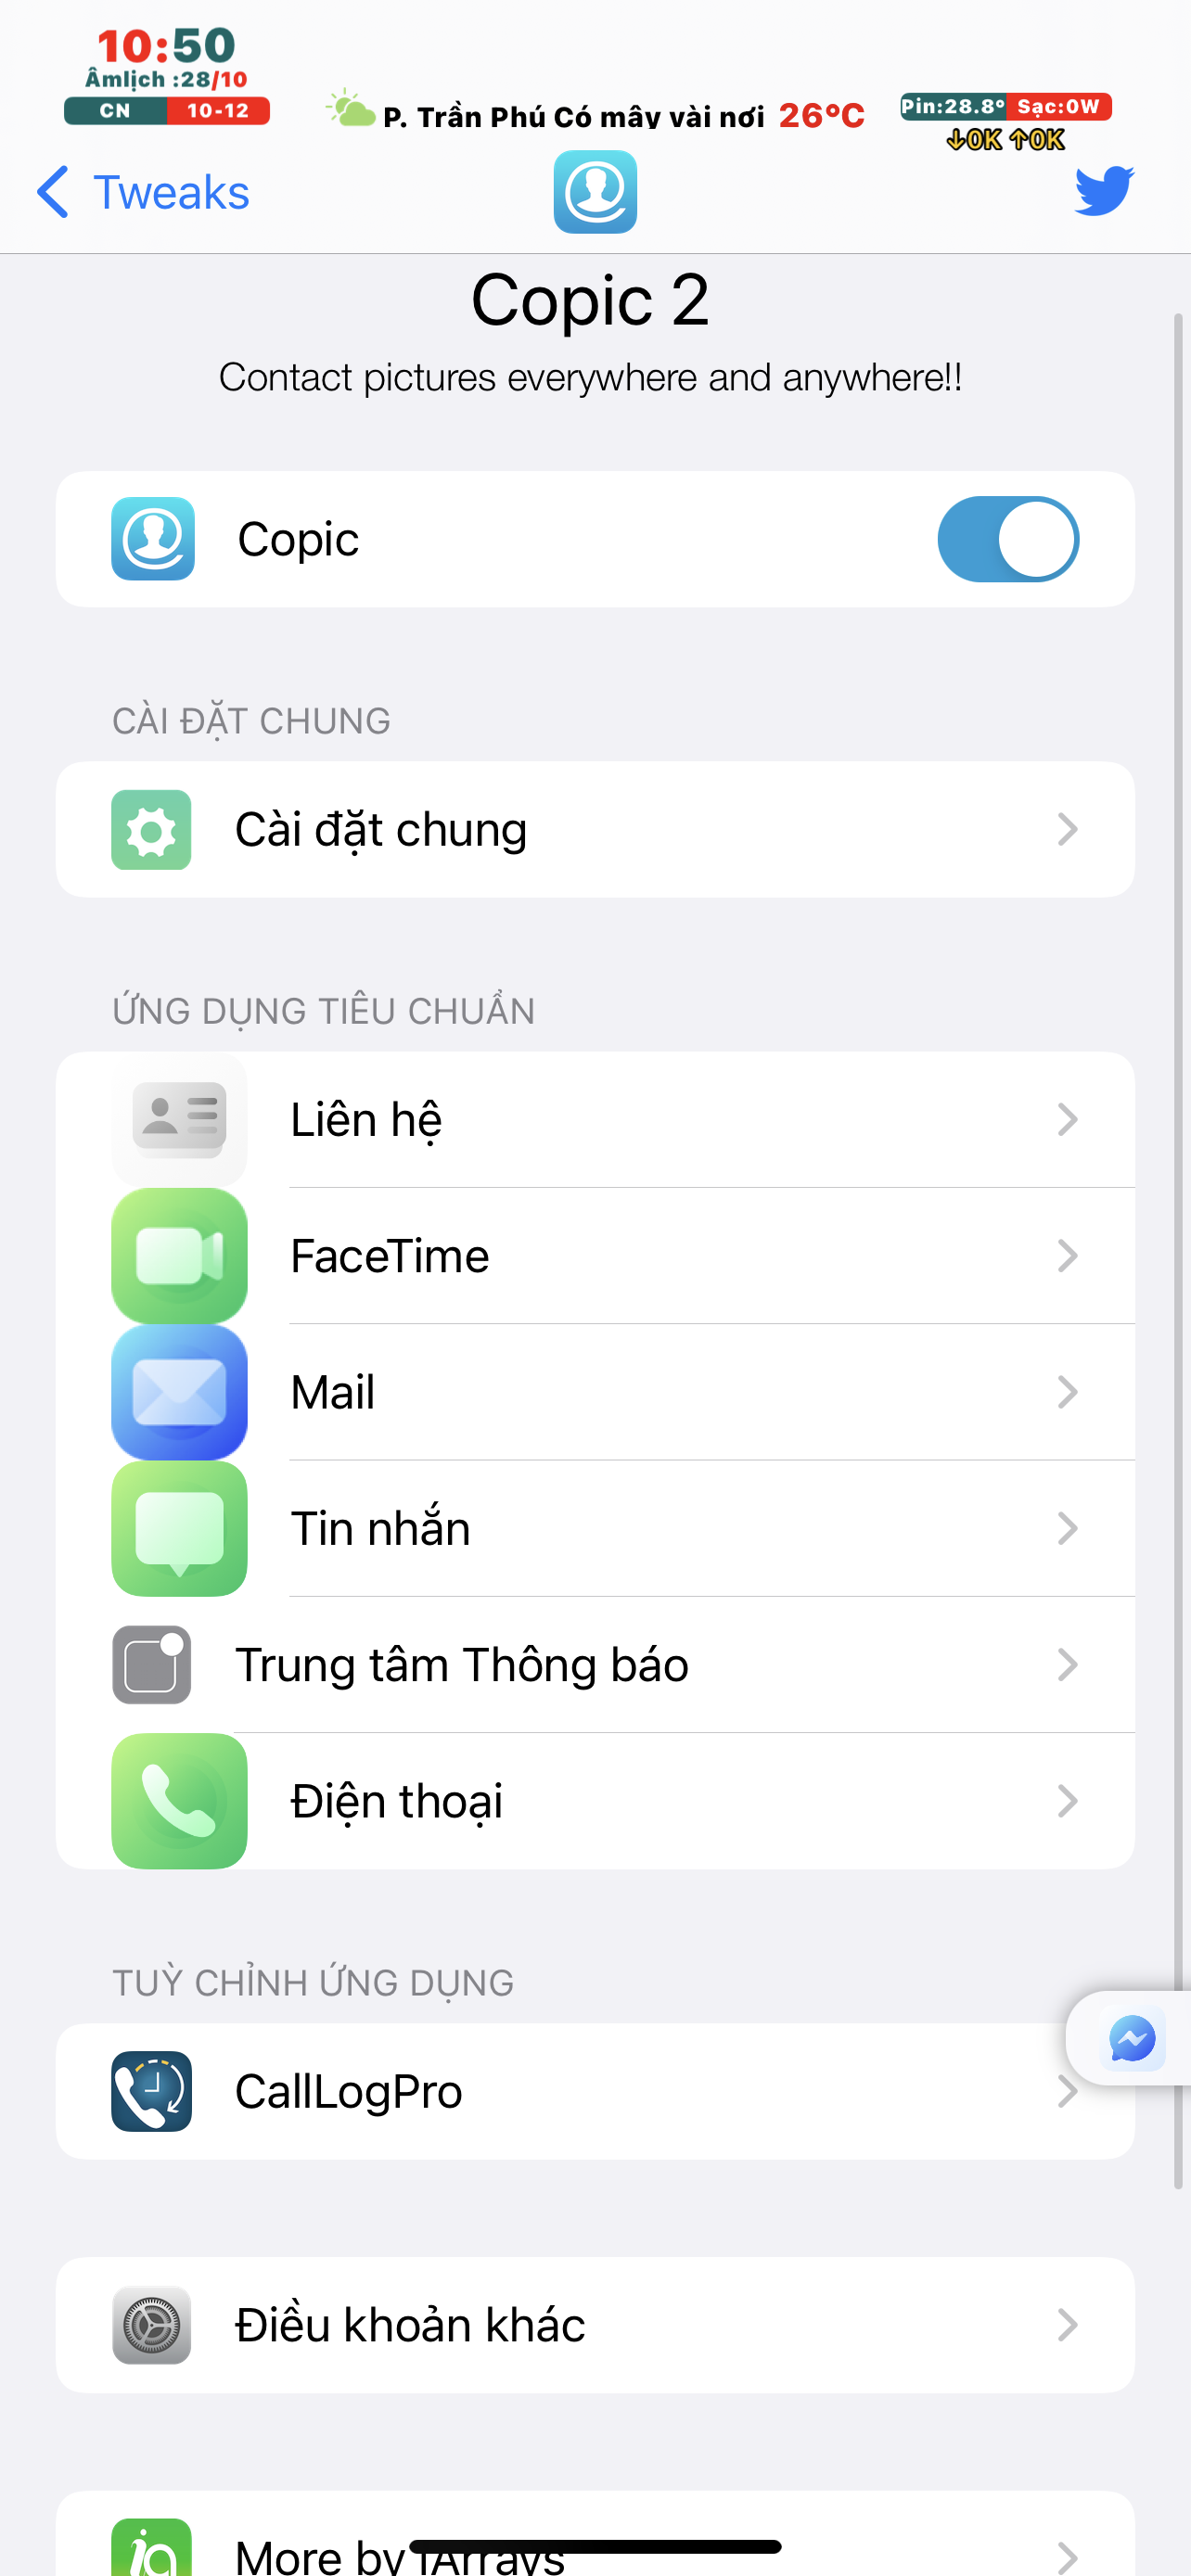 10:50
Âmlịch :28/10
CN 10-12
P. Trần Phú Có mây vài nơi 26°C
Pin:28.8° Sạc:0W
↓0K ↑0K
Tweaks
Copic 2
Contact pictures everywhere and anywhere!!
Copic
CÀI ĐẶT CHUNG
Cài đặt chung
ỨNG DỤNG TIÊU CHUẨN
Liên hệ
FaceTime
Mail
Tin nhắn
Trung tâm Thông báo
Điện thoại
TUỲ CHỈNH ỨNG DỤNG
CallLogPro
Điều khoản khác
ia
More by iArrays